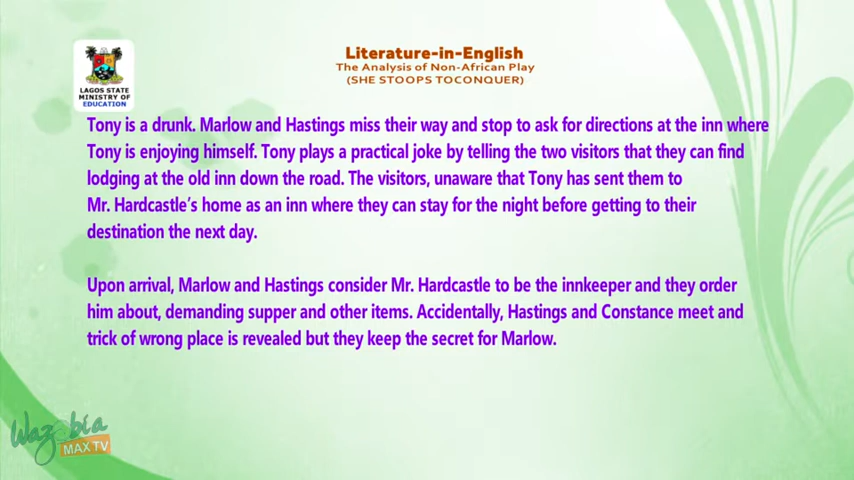 Literature-in-English
The Analysis of Non-African Play
(SHE STOOPS TOCONQUER)
LAGOS STATE
MINISTRY OF
EDUCATION
Tony is a drunk. Marlow and Hastings miss their way and stop to ask for directions at the inn where
Tony is enjoying himself. Tony plays a practical joke by telling the two visitors that they can find
lodging at the old inn down the road. The visitors, unaware that Tony has sent them to
Mr. Hardcastle's home as an inn where they can stay for the night before getting to their
destination the next day.
Upon arrival, Marlow and Hastings consider Mr. Hardcastle to be the innkeeper and they order
him about, demanding supper and other items. Accidentally, Hastings and Constance meet and
trick of wrong place is revealed but they keep the secret for Marlow.
Wazobia
MAX TV